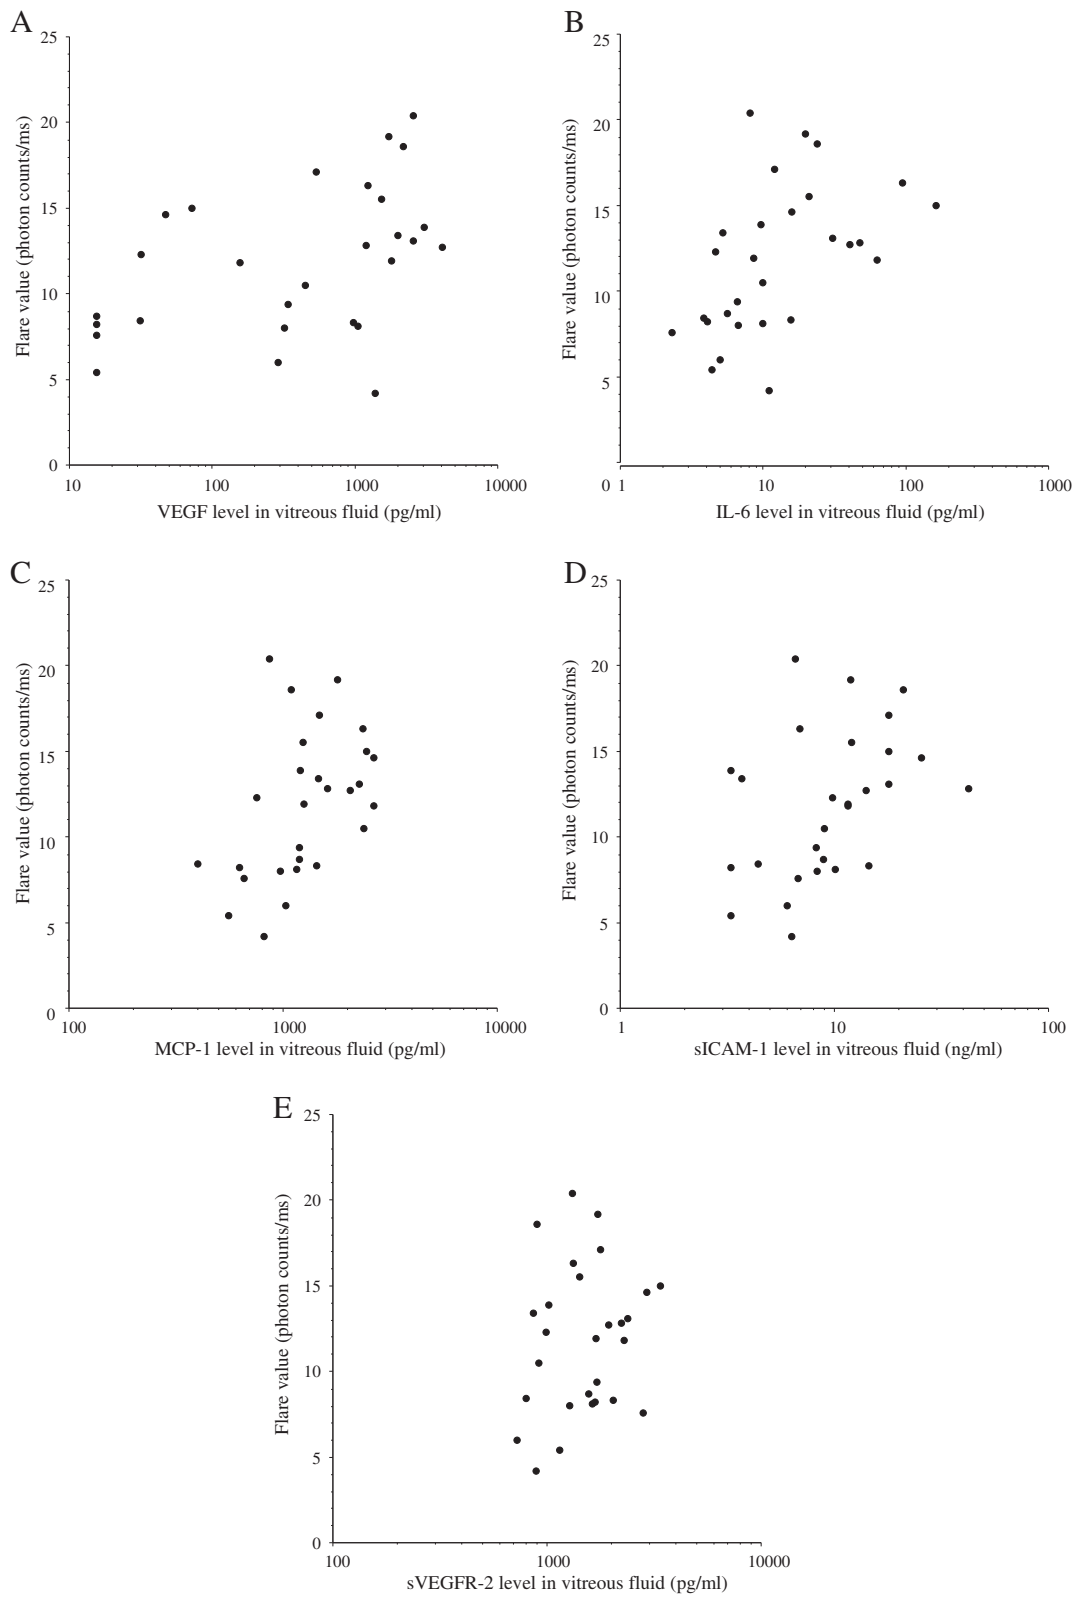 A
25
20
15
10
5
0
Flare value (photon counts/ms)
10 100 1000 10000
VEGF level in vitreous fluid (pg/ml)
B
25
20
15
10
5
0
Flare value (photon counts/ms)
1 10 100 1000
IL-6 level in vitreous fluid (pg/ml)
C
25
20
15
10
5
0
Flare value (photon counts/ms)
100 1000 10000
MCP-1 level in vitreous fluid (pg/ml)
D
25
20
15
10
5
0
Flare value (photon counts/ms)
1 10 100
sICAM-1 level in vitreous fluid (ng/ml)
E
25
20
15
10
5
0
Flare value (photon counts/ms)
100 1000 10000
sVEGFR-2 level in vitreous fluid (pg/ml)